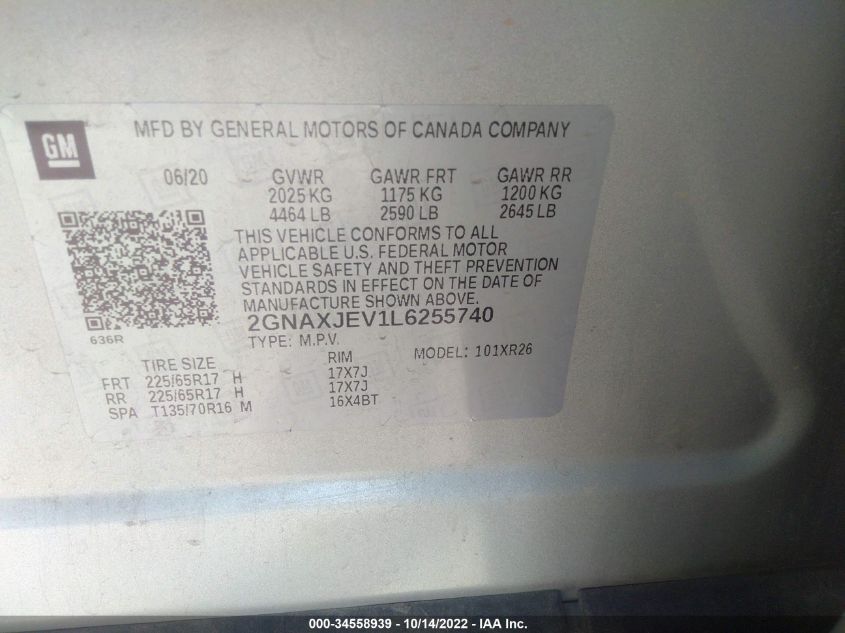 GM
MFD BY GENERAL MOTORS OF CANADA COMPANY
06/20 GVWR GAWR FRT GAWR RR
2025 KG 1175 KG 1200 KG
4464 LB 2590 LB 2645 LB
THIS VEHICLE CONFORMS TO ALL
APPLICABLE U.S. FEDERAL MOTOR
VEHICLE SAFETY AND THEFT PREVENTION
STANDARDS IN EFFECT ON THE DATE OF
MANUFACTURE SHOWN ABOVE.
2GNAXJEV1L6255740
636R
TYPE: M.P.V. MODEL: 101XR26
TIRE SIZE RIM
FRT 225/65R17 H 17X7J
RR 225/65R17 H 17X7J
SPA T135/70R16 M 16X4BT
000-34558939 - 10/14/2022 - IAA Inc.